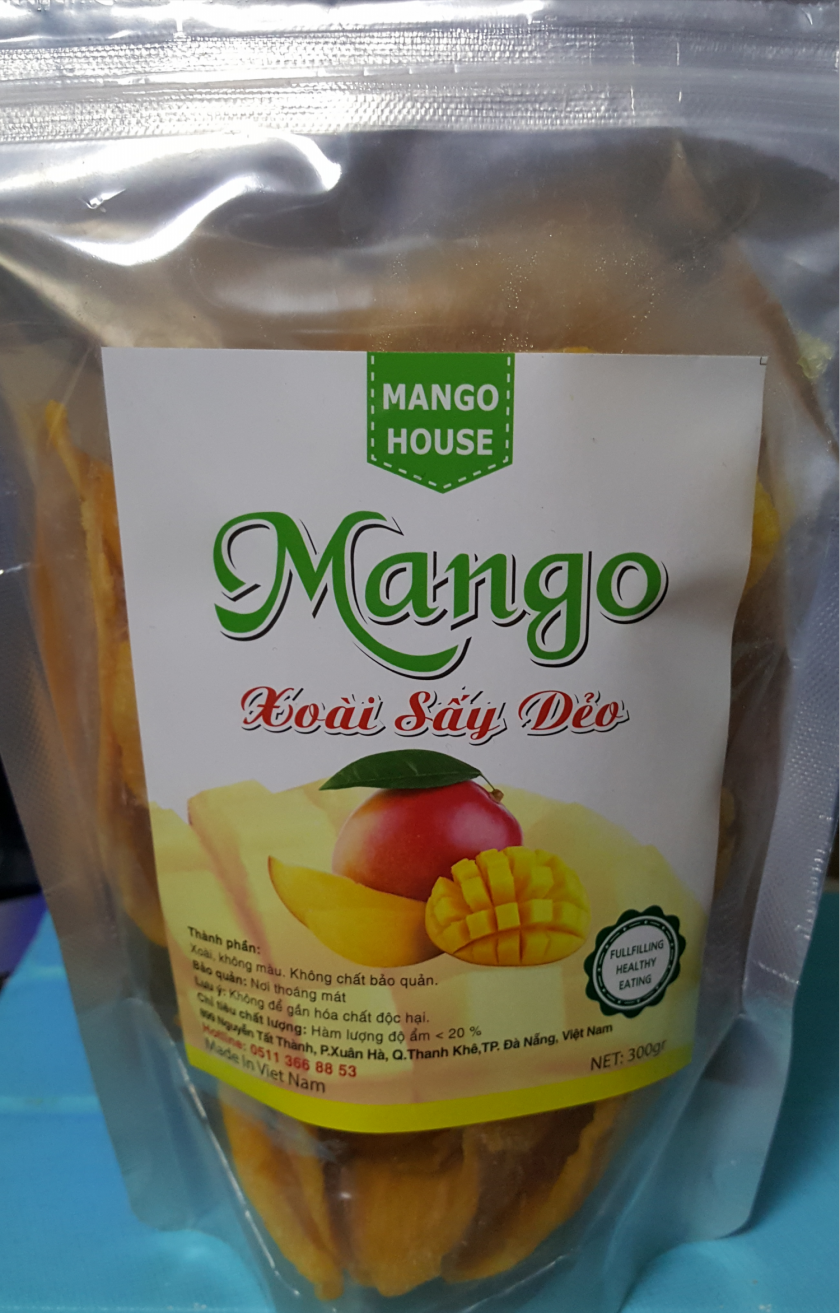 MANGO
HOUSE
Mango
Xoài Sấy Dẻo
Thành phần:
Xoài, không màu. Không chất bảo quản.
Bảo quản: Nơi thoáng mát
Lưu ý: Không để gần hóa chất độc hại.
Chỉ tiêu chất lượng: Hàm lượng độ ẩm < 20 %
Nguyễn Tất Thành, P.Xuân Hà, Q.Thanh Khê,TP. Đà Nẵng, Việt Nam
Hotline: 0511 366 88 53
Made In Viet Nam
NET: 300gr
FULLFILLING
HEALTHY
EATING